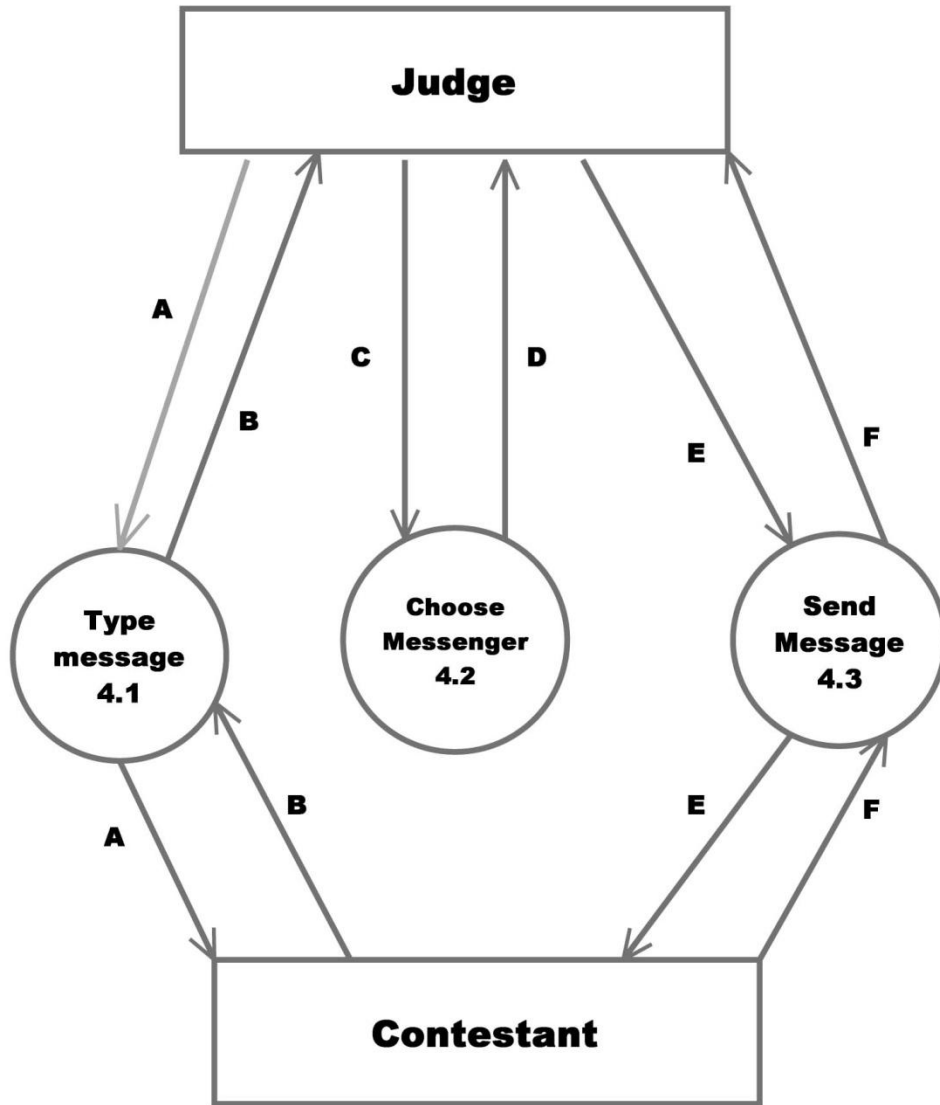 Judge
A
B
C
D
E
F
Type
message
4.1
Choose
Messenger
4.2
Send
Message
4.3
A
B
E
F
Contestant